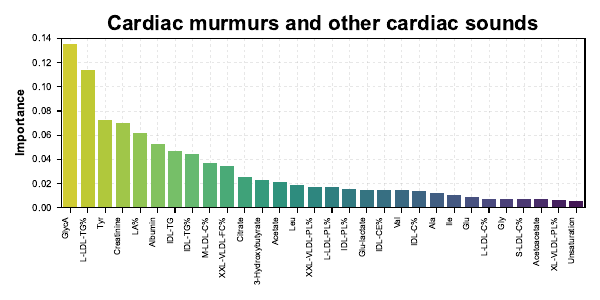 Cardiac murmurs and other cardiac sounds
Importance
0.14
0.12
0.10
0.08
0.06
0.04
0.02
0.00
GlycA
L-LDL-TG%
Tyr
Creatinine
LA%
Albumin
IDL-TG
IDL-TG%
M-LDL-C%
XXL-VLDL-FC%
Citrate
3-Hydroxybutyrate
Acetate
Leu
XXL-VLDL-PL%
L-LDL-PL%
IDL-PL%
Glu-lactate
IDL-CE%
Val
IDL-C%
Ala
Ile
Glu
L-LDL-C%
Gly
S-LDL-C%
Acetoacetate
XL-VLDL-PL%
Unsaturation